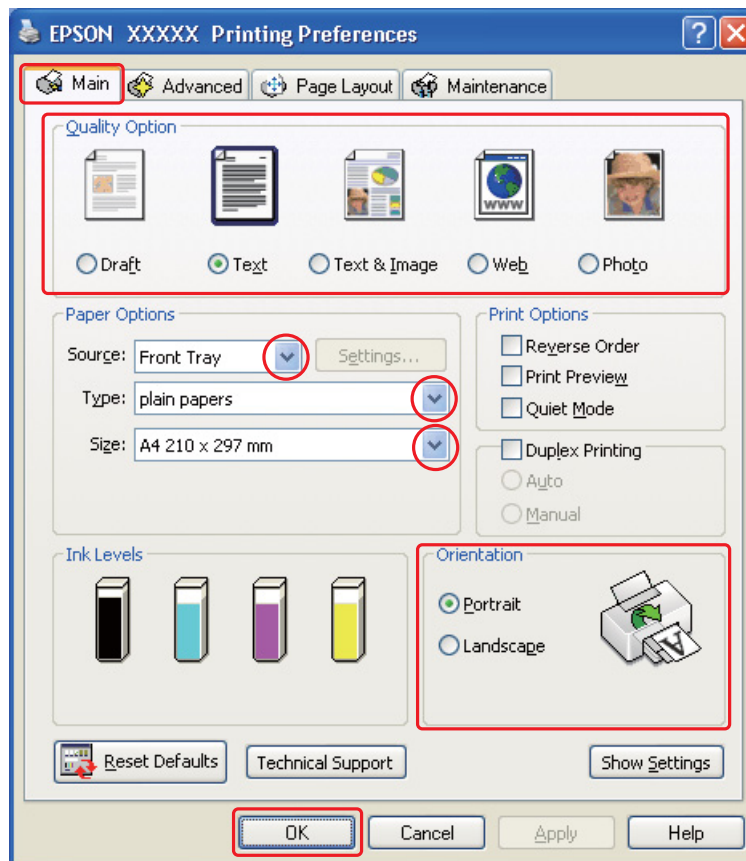 EPSON XXXXX Printing Preferences
Main Advanced Page Layout Maintenance
Quality Option
WWW
Draft Text Text & Image Web Photo
Paper Options
Source: Front Tray Settings...
Type: plain papers
Size: A4 210 x 297 mm
Print Options
Reverse Order
Print Preview
Quiet Mode
Duplex Printing
Auto
Manual
Ink Levels
Orientation
Portrait
Landscape
A
Reset Defaults Technical Support Show Settings
OK Cancel Apply Help